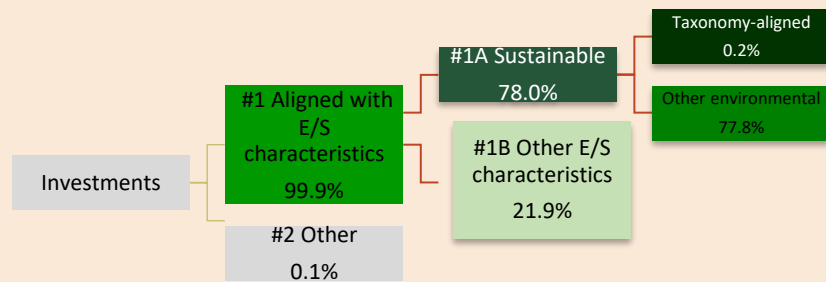 Investments
#1 Aligned with
E/S
characteristics
99.9%
#2 Other
0.1%
#1A Sustainable
78.0%
#1B Other E/S
characteristics
21.9%
Taxonomy-aligned
0.2%
Other environmental
77.8%